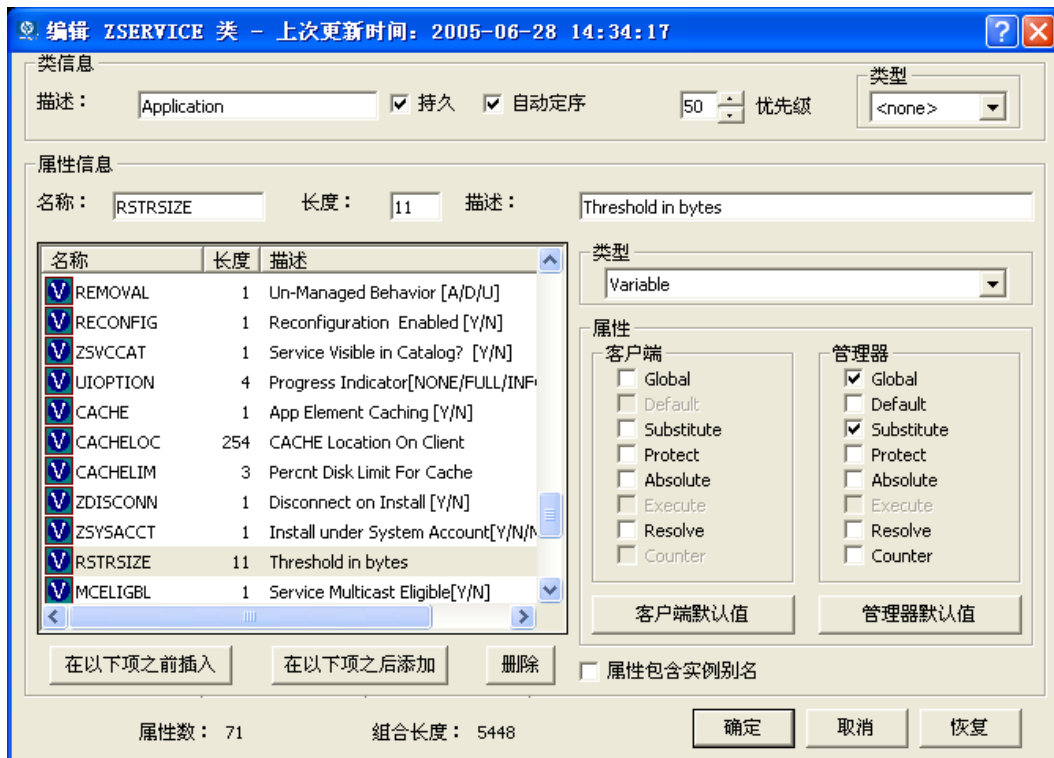 编辑 ZSERVICE 类 - 上次更新时间: 2005-06-28 14:34:17
类信息
描述: Application 持久 自动定序 50 优先级 类型 <none>
属性信息
名称: RSTRSIZE 长度: 11 描述: Threshold in bytes
名称 长度 描述
V REMOVAL 1 Un-Managed Behavior [A/D/U]
V RECONFIG 1 Reconfiguration Enabled [Y/N]
V ZSVCCAT 1 Service Visible in Catalog? [Y/N]
V UIOPTION 4 Progress Indicator[NONE/FULL/INF
V CACHE 1 App Element Caching [Y/N]
V CACHELOC 254 CACHE Location On Client
V CACHELIM 3 Percnt Disk Limit For Cache
V ZDISCONN 1 Disconnect on Install [Y/N]
V ZSYSACCT 1 Install under System Account[Y/N/
V RSTRSIZE 11 Threshold in bytes
V MCELIGBL 1 Service Multicast Eligible[Y/N]
在以下项之前插入 在以下项之后添加 删除
类型
Variable
属性
客户端
Global
Default
Substitute
Protect
Absolute
Execute
Resolve
Counter
管理器
Global
Default
Substitute
Protect
Absolute
Execute
Resolve
Counter
客户端默认值 管理器默认值
属性包含实例别名
属性数: 71 组合长度: 5448
确定 取消 恢复